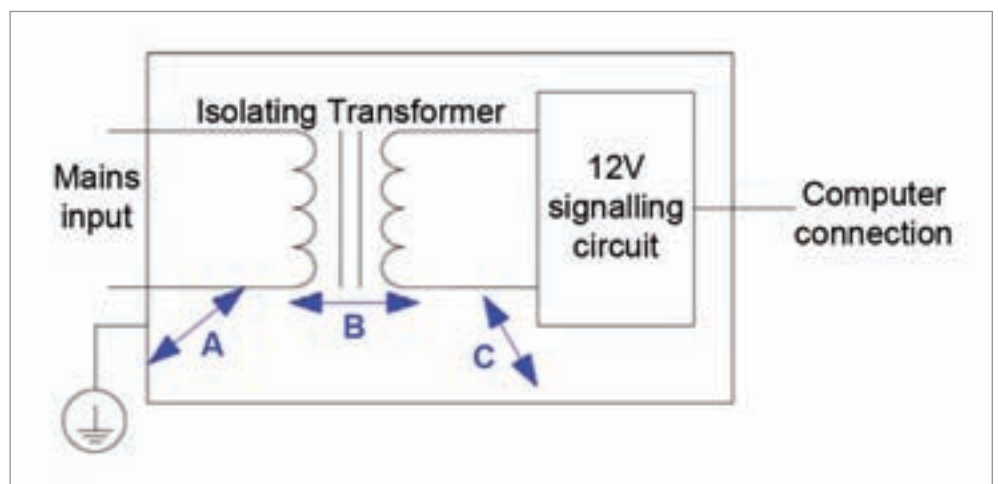 Isolating Transformer
Mains
input
12V
signalling
circuit
Computer
connection
A
B
C